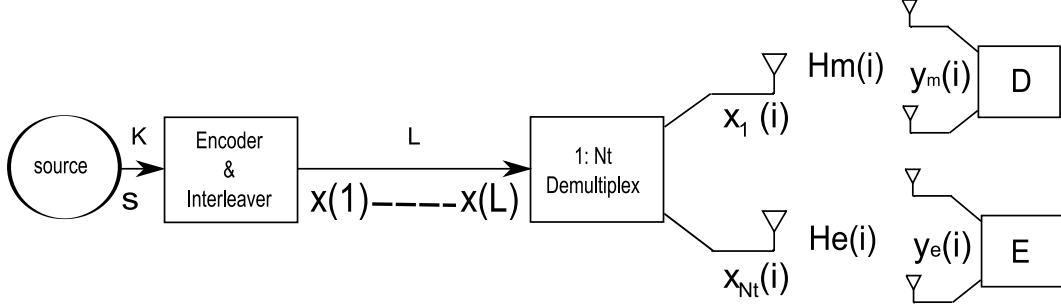 source
K
s
Encoder
&
Interleaver
L
x(1) ---- x(L)
1: Nt
Demultiplex
x1 (i)
xNt(i)
Hm(i)
He(i)
ym(i)
D
ye(i)
E